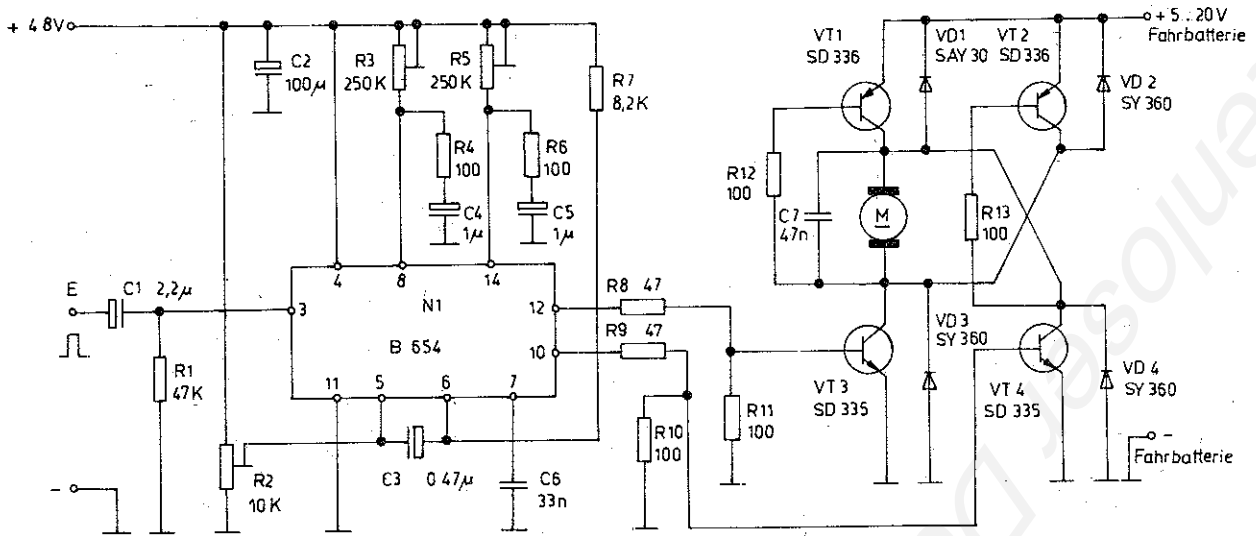 + 4.8V
C2
100µ
R3
250K
R5
250K
R7
8,2K
R4
100
R6
100
C4
1µ
C5
1µ
E
C1 2,2µ
R1
47K
R2
10K
-
3
4
8
14
N1
B 654
12
10
11
5
6
7
C3 0.47µ
C6
33n
R8 47
R9 47
R10
100
R11
100
R12
100
C7
47n
M
R13
100
VT1
SD 336
VD1
SAY 30
VT2
SD336
VD 2
SY 360
+ 5...20V
Fahrbatterie
VT 3
SD 335
VD 3
SY 360
VT 4
SD 335
VD 4
SY 360
-
Fahrbatterie